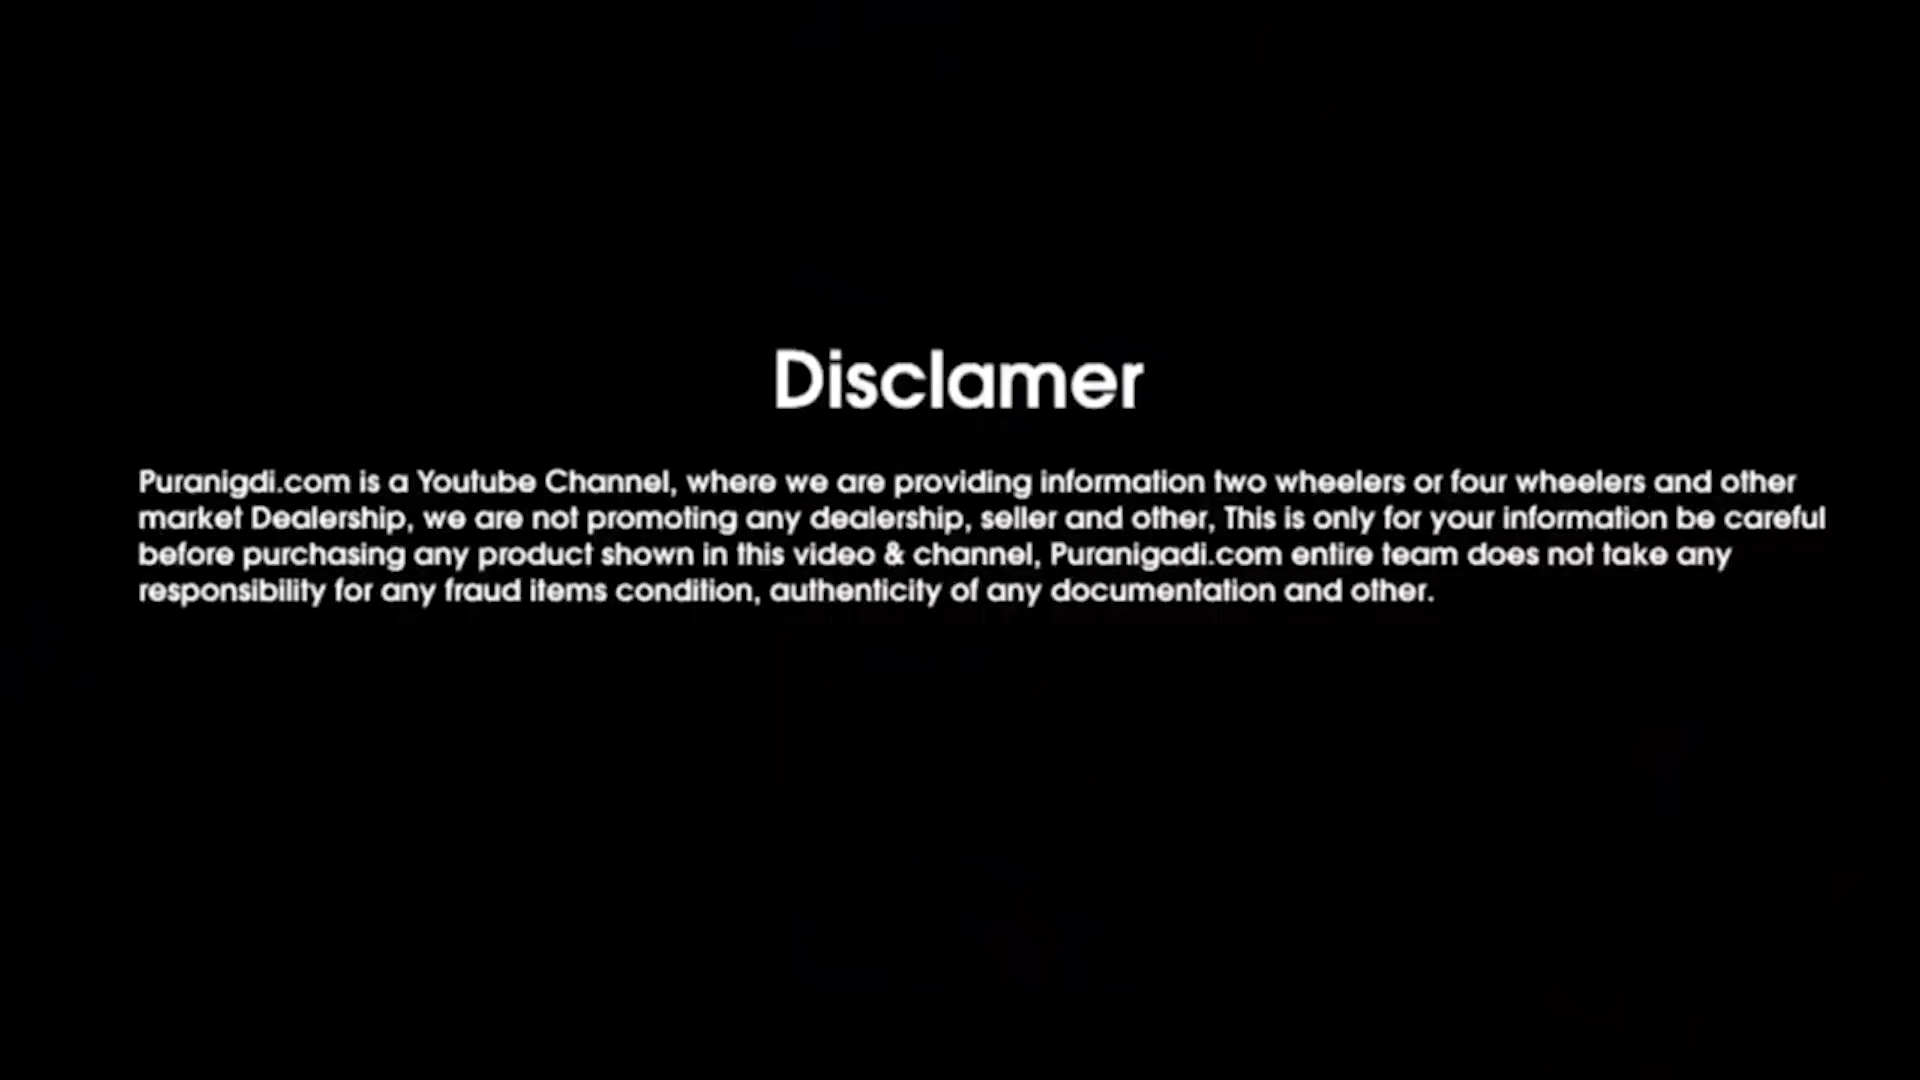 Disclamer
Puranigdi.com is a Youtube Channel, where we are providing information two wheelers or four wheelers and other
market Dealership, we are not promoting any dealership, seller and other, This is only for your information be careful
before purchasing any product shown in this video & channel, Puranigadi.com entire team does not take any
responsibility for any fraud items condition, authenticity of any documentation and other.